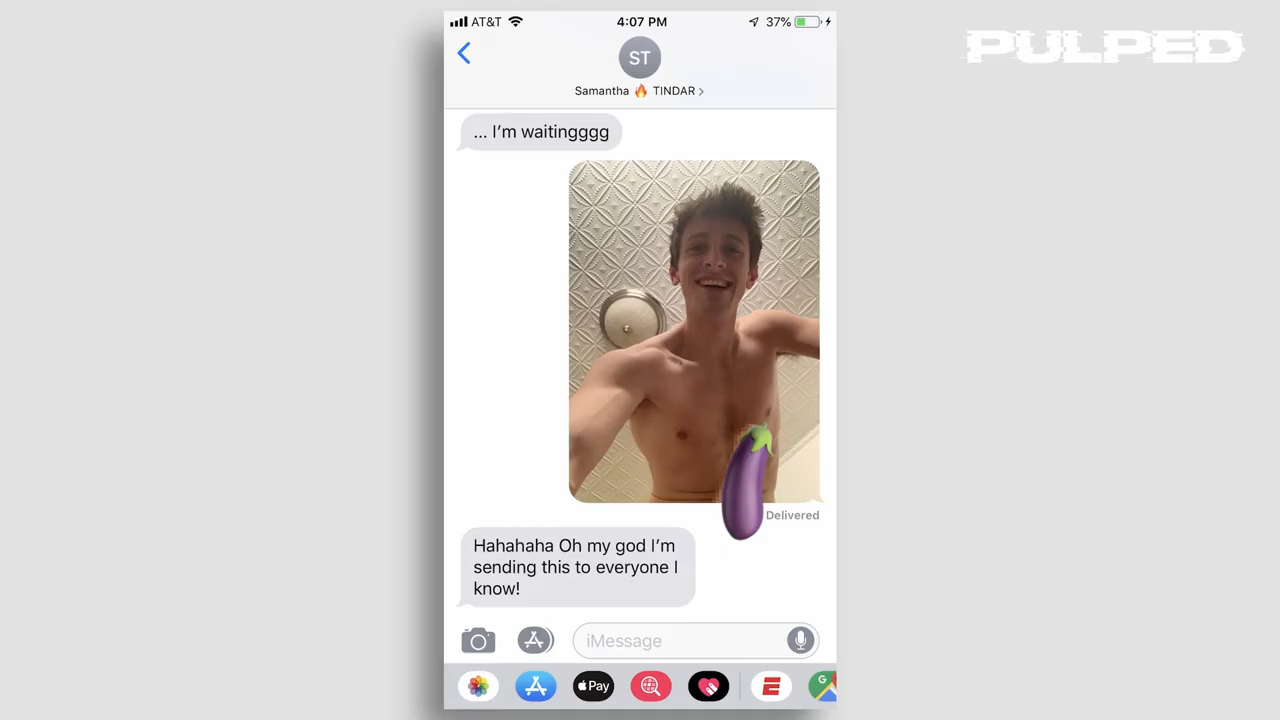 AT&T
4:07 PM
37%
PULPED
ST
Samantha 🔥 TINDAR >
... I'm waitingggg
Delivered
Hahahaha Oh my god I'm
sending this to everyone I
know!
iMessage
Pay
E
G